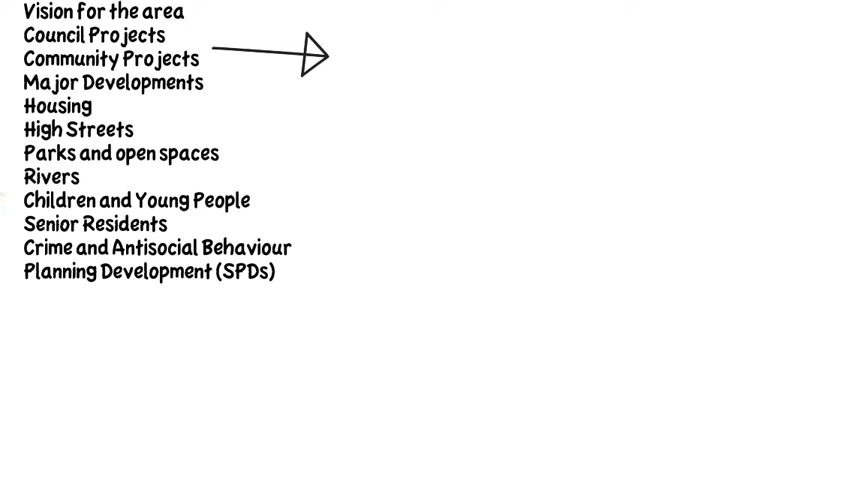 Vision for the area
Council Projects
Community Projects
Major Developments
Housing
High Streets
Parks and open spaces
Rivers
Children and Young People
Senior Residents
Crime and Antisocial Behaviour
Planning Development (SPDs)